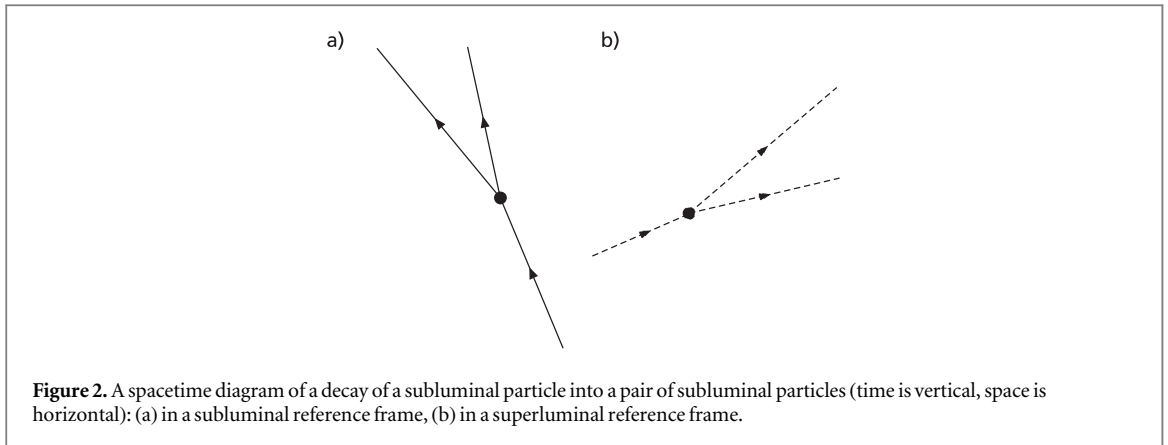 a)
b)
Figure 2. A spacetime diagram of a decay of a subluminal particle into a pair of subluminal particles (time is vertical, space is
horizontal): (a) in a subluminal reference frame, (b) in a superluminal reference frame.